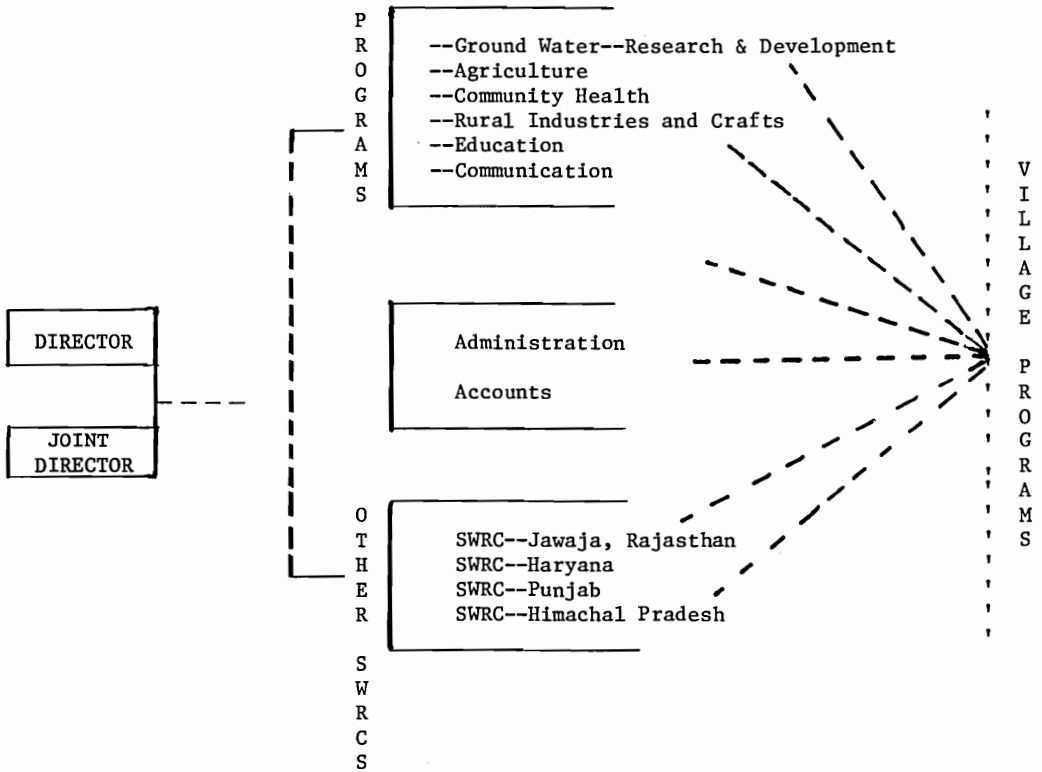 DIRECTOR
JOINT
DIRECTOR
PROGRAMS
--Ground Water--Research & Development
--Agriculture
--Community Health
--Rural Industries and Crafts
--Education
--Communication
Administration
Accounts
OTHER SWRCS
SWRC--Jawaja, Rajasthan
SWRC--Haryana
SWRC--Punjab
SWRC--Himachal Pradesh
VILLAGE PROGRAMS